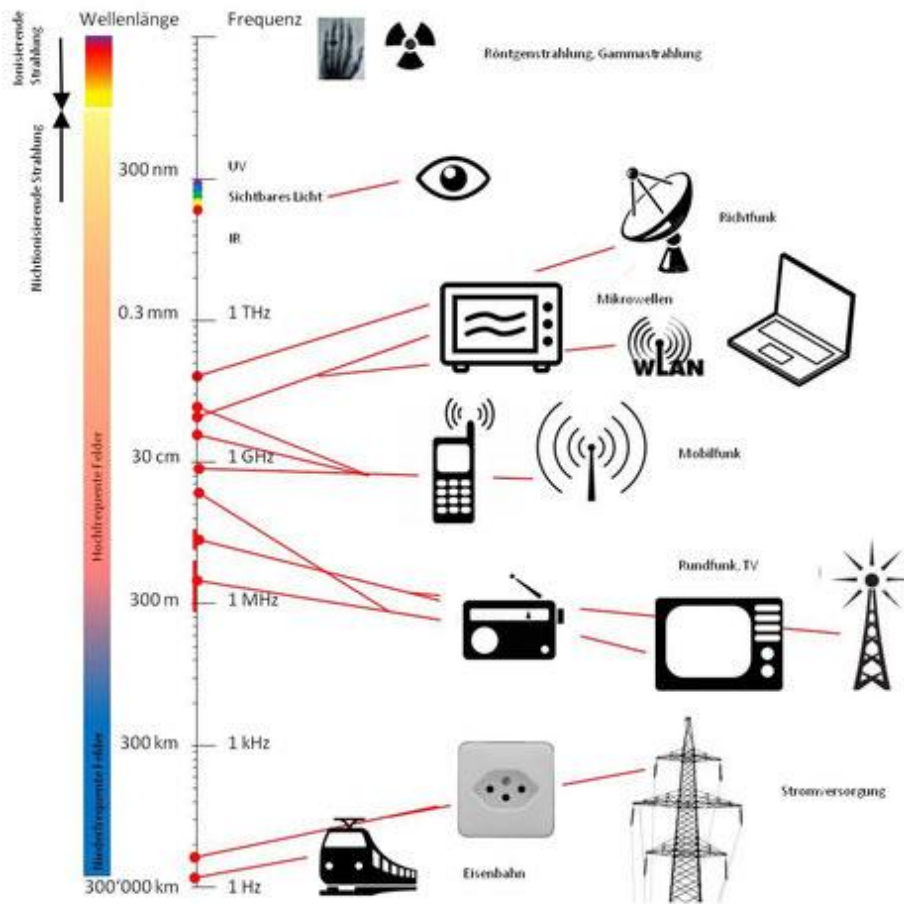 Wellenlänge
Frequenz
Ionisierende
Strahlung
Röntgenstrahlung, Gammastrahlung
Nichtionisierende Strahlung
300 nm
UV
Sichtbares Licht
IR
Richtfunk
0.3 mm
1 THz
Mikrowellen
WLAN
Hochfrequente Felder
30 cm
1 GHz
Mobilfunk
Rundfunk, TV
300 m
1 MHz
300 km
1 kHz
Niederfrequente Felder
Stromversorgung
Eisenbahn
300'000 km
1 Hz